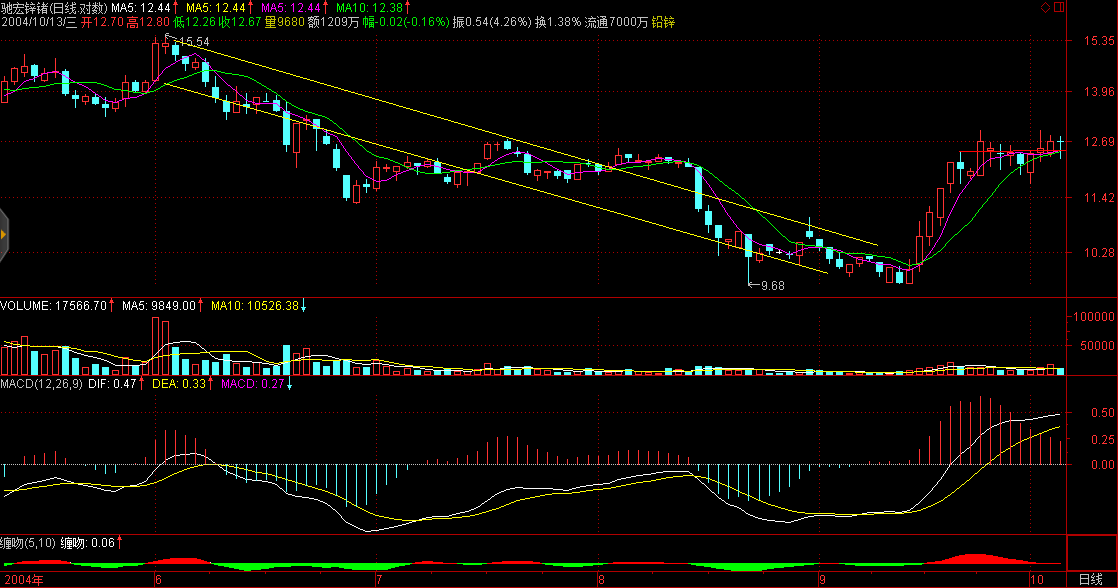 驰宏锌锗(日线.对数) MA5: 12.44↑ MA5: 12.44↑ MA5: 12.44↑ MA10: 12.38↑
2004/10/13/三 开12.70 高12.80 低12.26 收12.67 量9680 额1209万 幅-0.02(-0.16%) 振0.54(4.26%) 换1.38% 流通7000万 铅锌
15.35
←15.54
13.96
12.69
11.42
10.28
←9.68
VOLUME: 17566.70↑ MA5: 9849.00↑ MA10: 10526.38↓
100000
50000
MACD(12,26,9) DIF: 0.47↑ DEA: 0.33↑ MACD: 0.27↓
0.50
0.25
0.00
缠吻(5,10) 缠吻: 0.06↑
2004年 6 7 8 9 10 日线